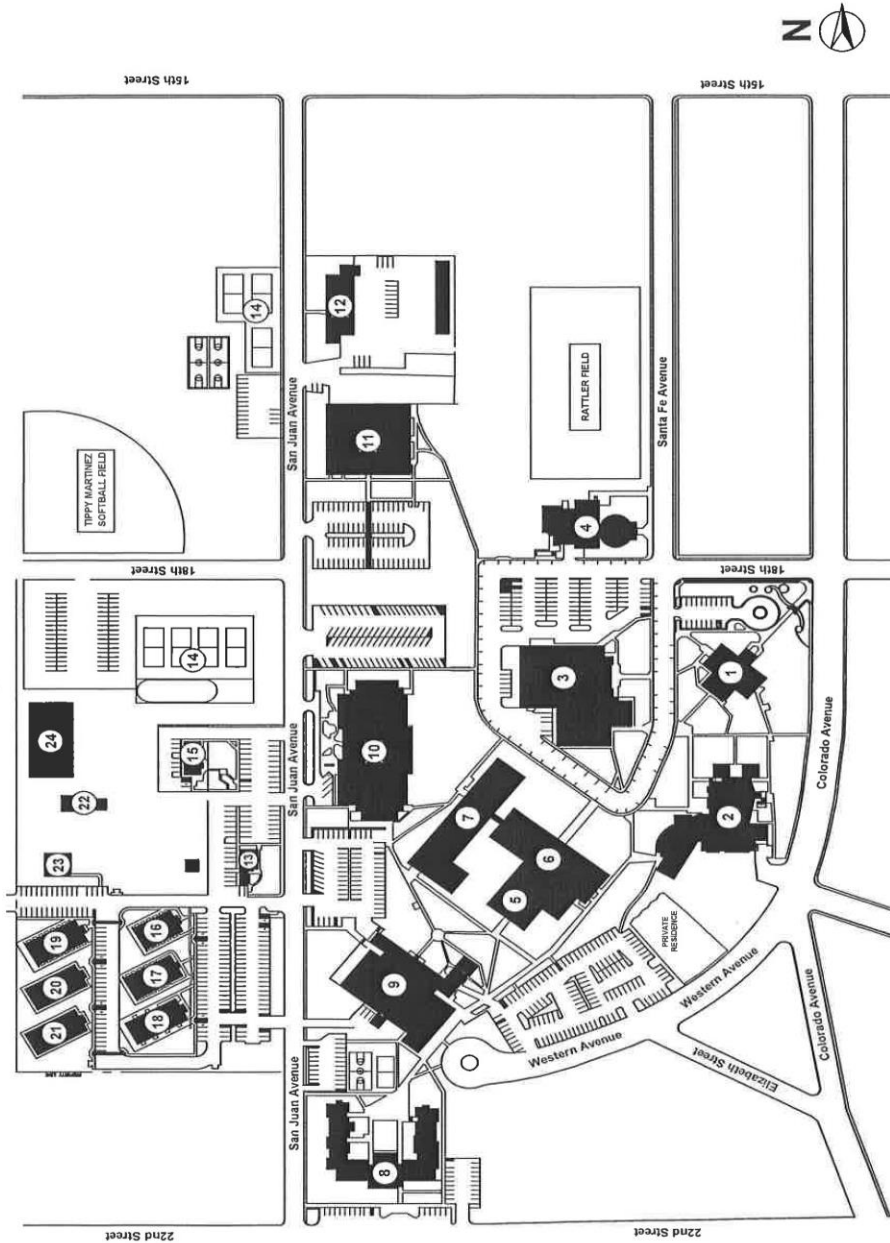 N
15th Street
15th Street
San Juan Avenue
14
12
TIPPY MARTINEZ
SOFTBALL FIELD
11
RATTLER FIELD
Santa Fe Avenue
4
18th Street
18th Street
14
24
15
San Juan Avenue
10
3
1
22
23
13
7
6
5
2
Colorado Avenue
19
20
21
16
17
18
9
PRIVATE
RESIDENCE
Western Avenue
Western Avenue
Elizabeth Street
Colorado Avenue
San Juan Avenue
8
22nd Street
22nd Street